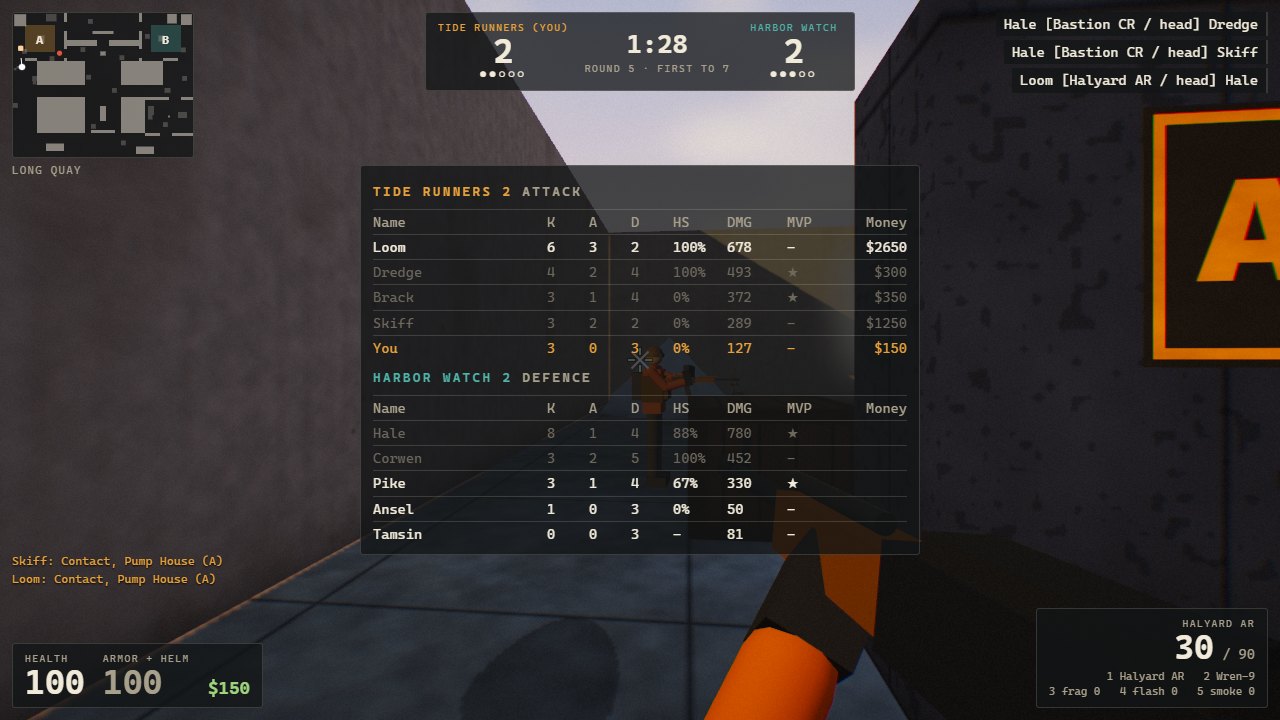 A B
LONG QUAY
TIDE RUNNERS (YOU) HARBOR WATCH
2 1:28 2
ROUND 5 · FIRST TO 7
Hale [Bastion CR / head] Dredge
Hale [Bastion CR / head] Skiff
Loom [Halyard AR / head] Hale
A
TIDE RUNNERS 2 ATTACK
Name K A D HS DMG MVP Money
Loom 6 3 2 100% 678 – $2650
Dredge 4 2 4 100% 493 ★ $300
Brack 3 1 4 0% 372 ★ $350
Skiff 3 2 2 0% 289 – $1250
You 3 0 3 0% 127 – $150
HARBOR WATCH 2 DEFENCE
Name K A D HS DMG MVP Money
Hale 8 1 4 88% 780 ★
Corwen 3 2 5 100% 452 –
Pike 3 1 4 67% 330 ★
Ansel 1 0 3 0% 50 –
Tamsin 0 0 3 – 81 –
Skiff: Contact, Pump House (A)
Loom: Contact, Pump House (A)
HEALTH ARMOR + HELM
100 100 $150
HALYARD AR
30 / 90
1 Halyard AR 2 Wren-9
3 frag 0 4 flash 0 5 smoke 0